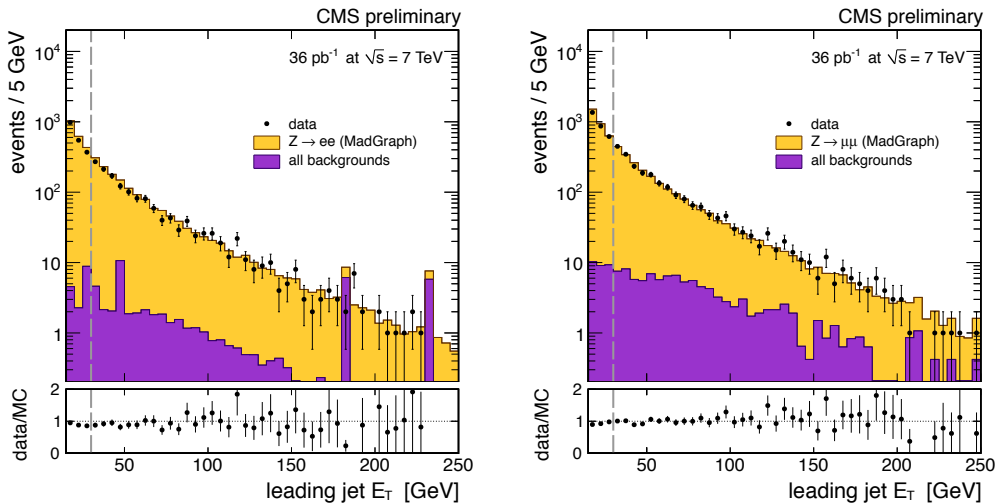 CMS preliminary
events / 5 GeV
10⁴
10³
10²
10
1
36 pb⁻¹ at √s = 7 TeV
data
Z → ee (MadGraph)
all backgrounds
data/MC
2
1
0
50
100
150
200
250
leading jet E_T [GeV]
CMS preliminary
events / 5 GeV
10⁴
10³
10²
10
1
36 pb⁻¹ at √s = 7 TeV
data
Z → μμ (MadGraph)
all backgrounds
data/MC
2
1
0
50
100
150
200
250
leading jet E_T [GeV]